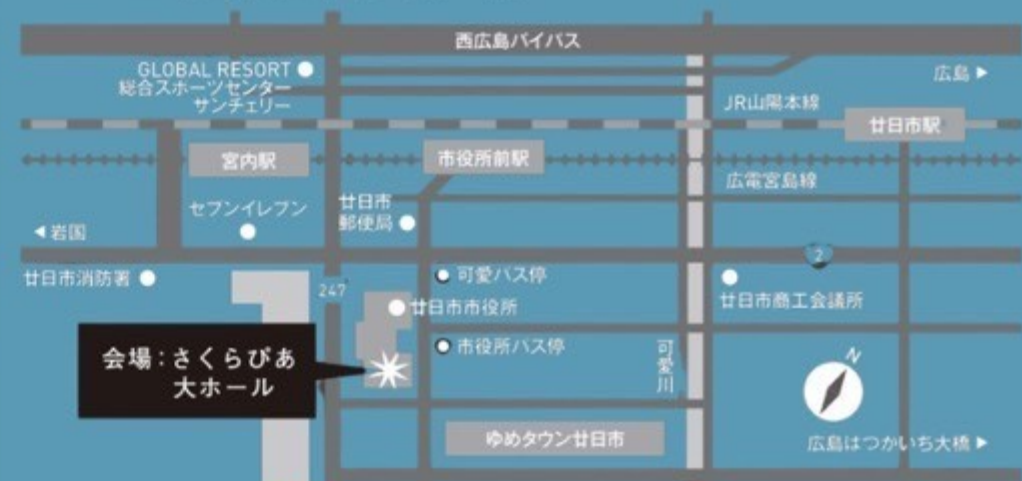 西広島バイパス
GLOBAL RESORT
総合スポーツセンター
サンチェリー
広島▶
JR山陽本線
廿日市駅
宮内駅
市役所前駅
広電宮島線
セブンイレブン
廿日市
郵便局
◀岩国
2
廿日市消防署
247
可愛バス停
廿日市商工会議所
廿日市市役所
会場：さくらぴあ
大ホール
市役所バス停
可愛川
N
ゆめタウン廿日市
広島はつかいち大橋▶